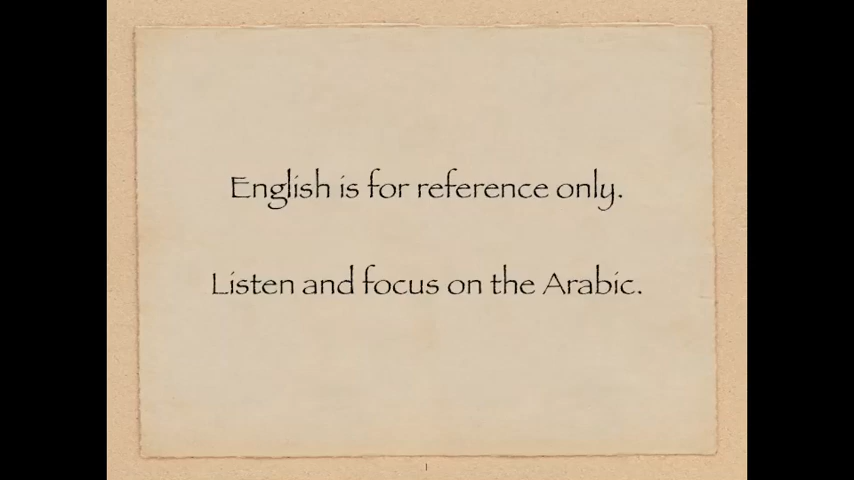 English is for reference only.
Listen and focus on the Arabic.
1